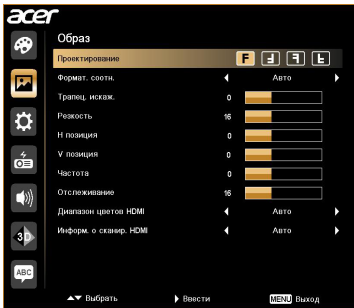 acer
Образ
Проектирование F F F F
Формат. соотн. Авто
Трапец. искаж. 0
Резкость 16
H позиция 0
V позиция 0
Частота 0
Отслеживание 16
Диапазон цветов HDMI Авто
Информ. о сканир. HDMI Авто
3D
ABC
Выбрать Ввести MENU Выход